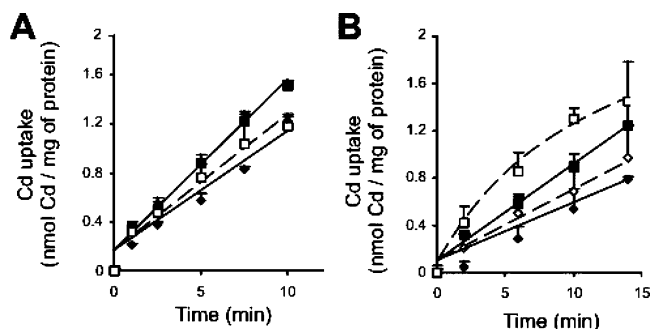 A
Cd uptake
(nmol Cd / mg of protein)
2
1.6
1.2
0.8
0.4
0
0
5
10
Time (min)
B
Cd uptake
(nmol Cd / mg of protein)
2
1.6
1.2
0.8
0.4
0
0
5
10
15
Time (min)